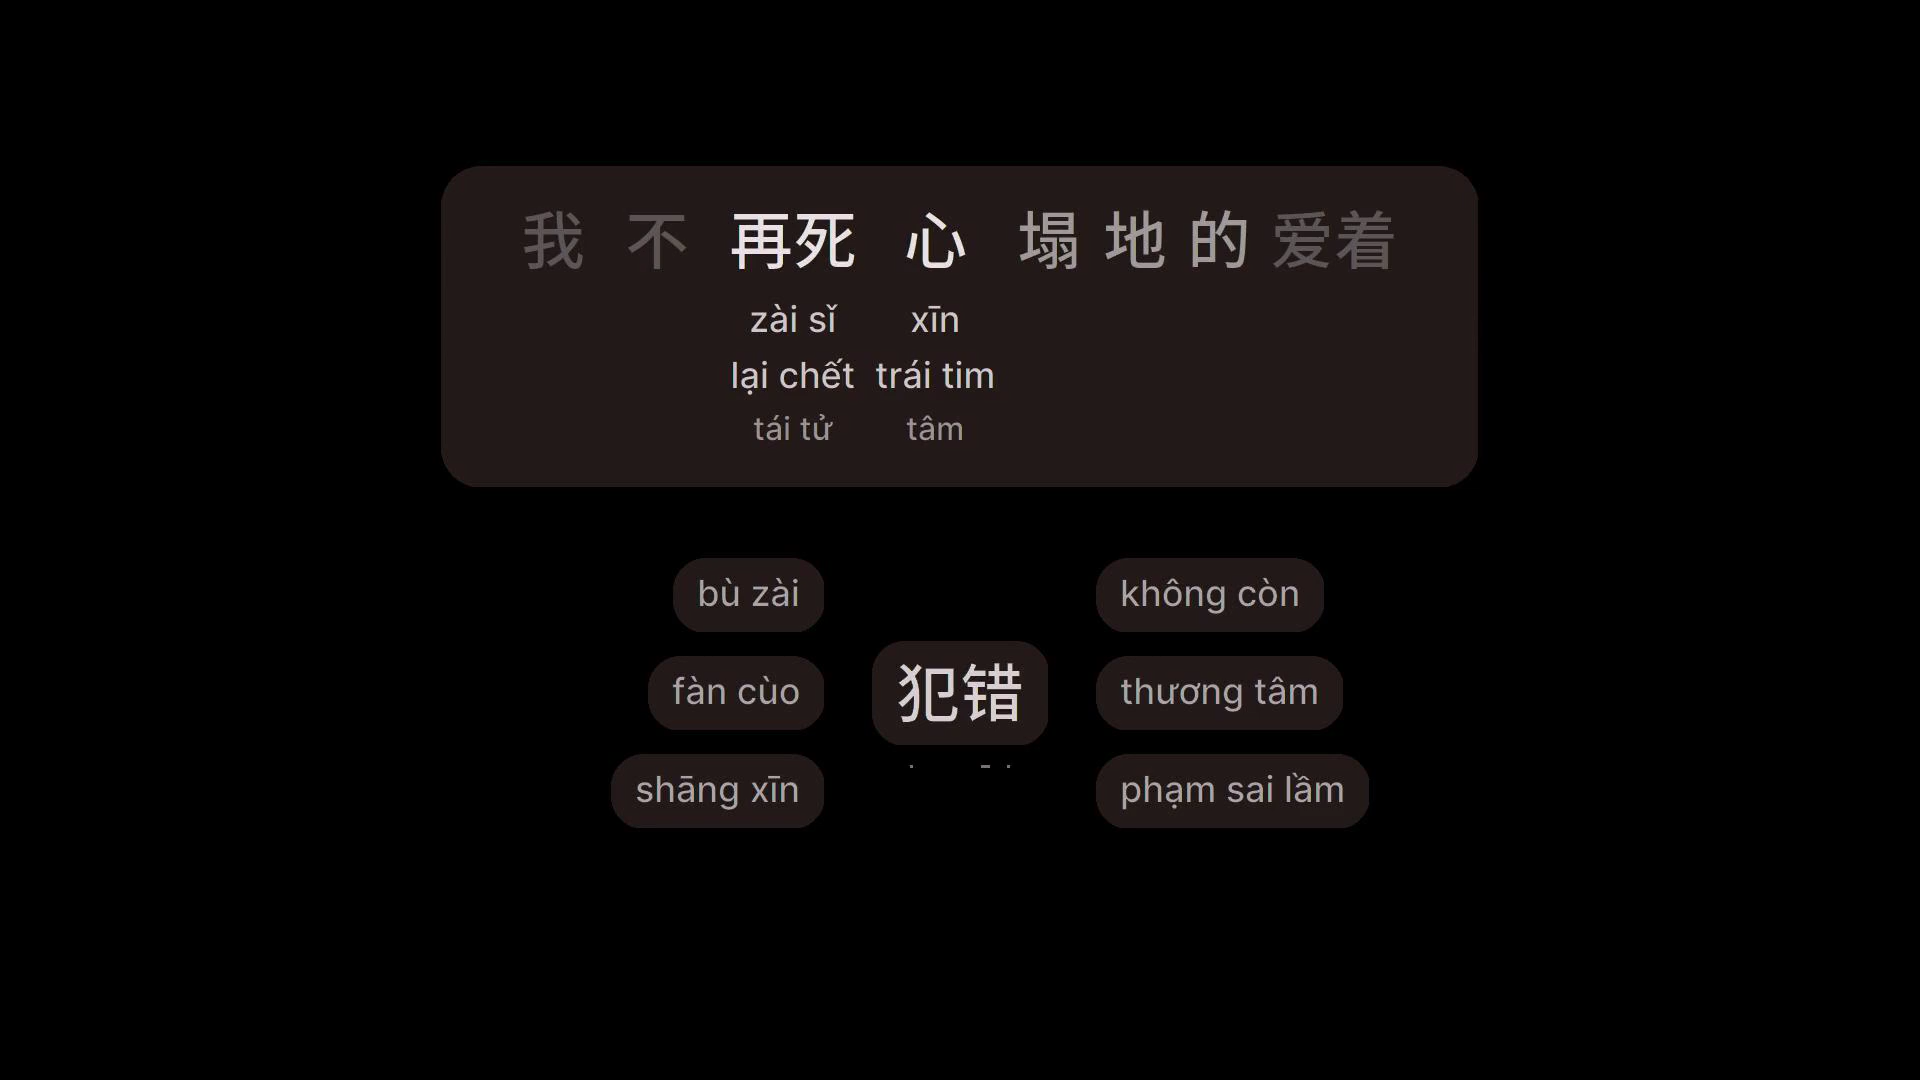 我 不 再死 心 塌 地 的 爱着
zài sǐ xīn
lại chết trái tim
tái tử tâm
bù zài không còn
犯错
fàn cùo thương tâm
shāng xīn phạm sai lầm